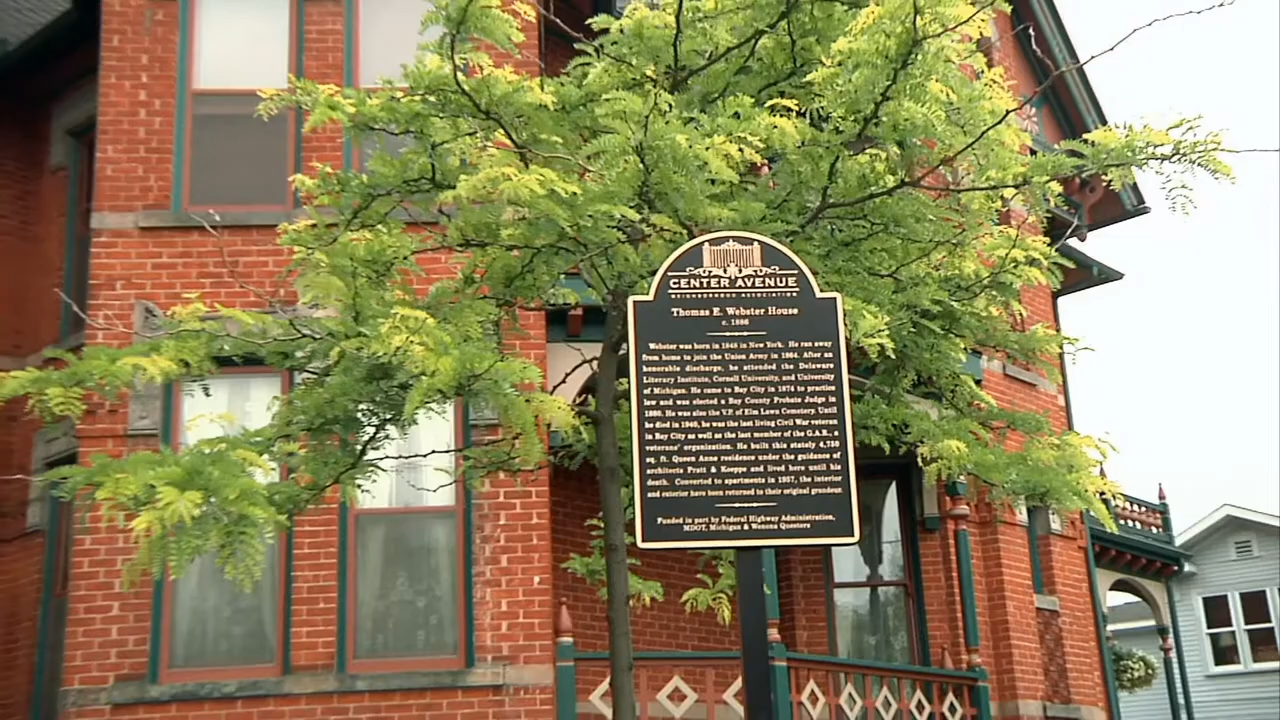 CENTER AVENUE
NEIGHBORHOOD ASSOCIATION
Thomas E. Webster House
c. 1886
Webster was born in 1848 in New York. He ran away
from home to join the Union Army in 1864. After an
honorable discharge, he attended the Delaware
Literary Institute, Cornell University, and University
of Michigan. He came to Bay City in 1874 to practice
law and was elected a Bay County Probate Judge in
1880. He was also the V.P. of Elm Lawn Cemetery. Until
he died in 1940, he was the last living Civil War veteran
in Bay City as well as the last member of the G.A.R., a
veterans' organization. He built this stately 4,750
sq. ft. Queen Anne residence under the guidance of
architects Pratt & Koeppe and lived here until his
death. Converted to apartments in 1957, the interior
and exterior have been returned to their original grandeur.
Funded in part by Federal Highway Administration,
MDOT, Michigan & Wenona Questors